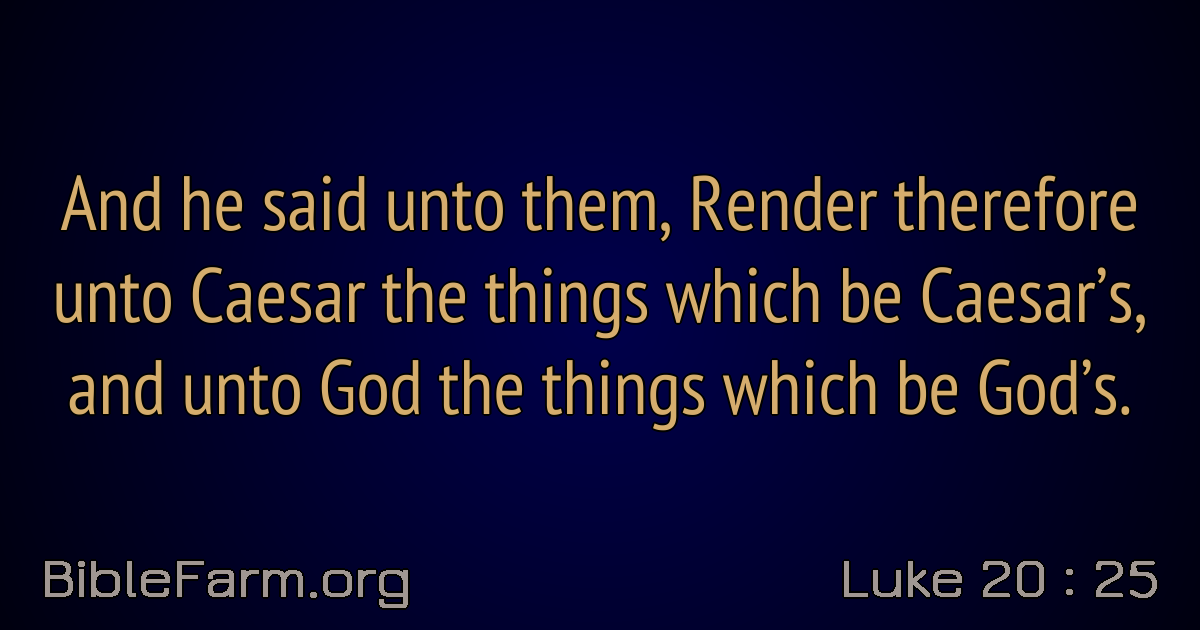 And he said unto them, Render therefore
unto Caesar the things which be Caesar’s,
and unto God the things which be God’s.
BibleFarm.org
Luke 20 : 25